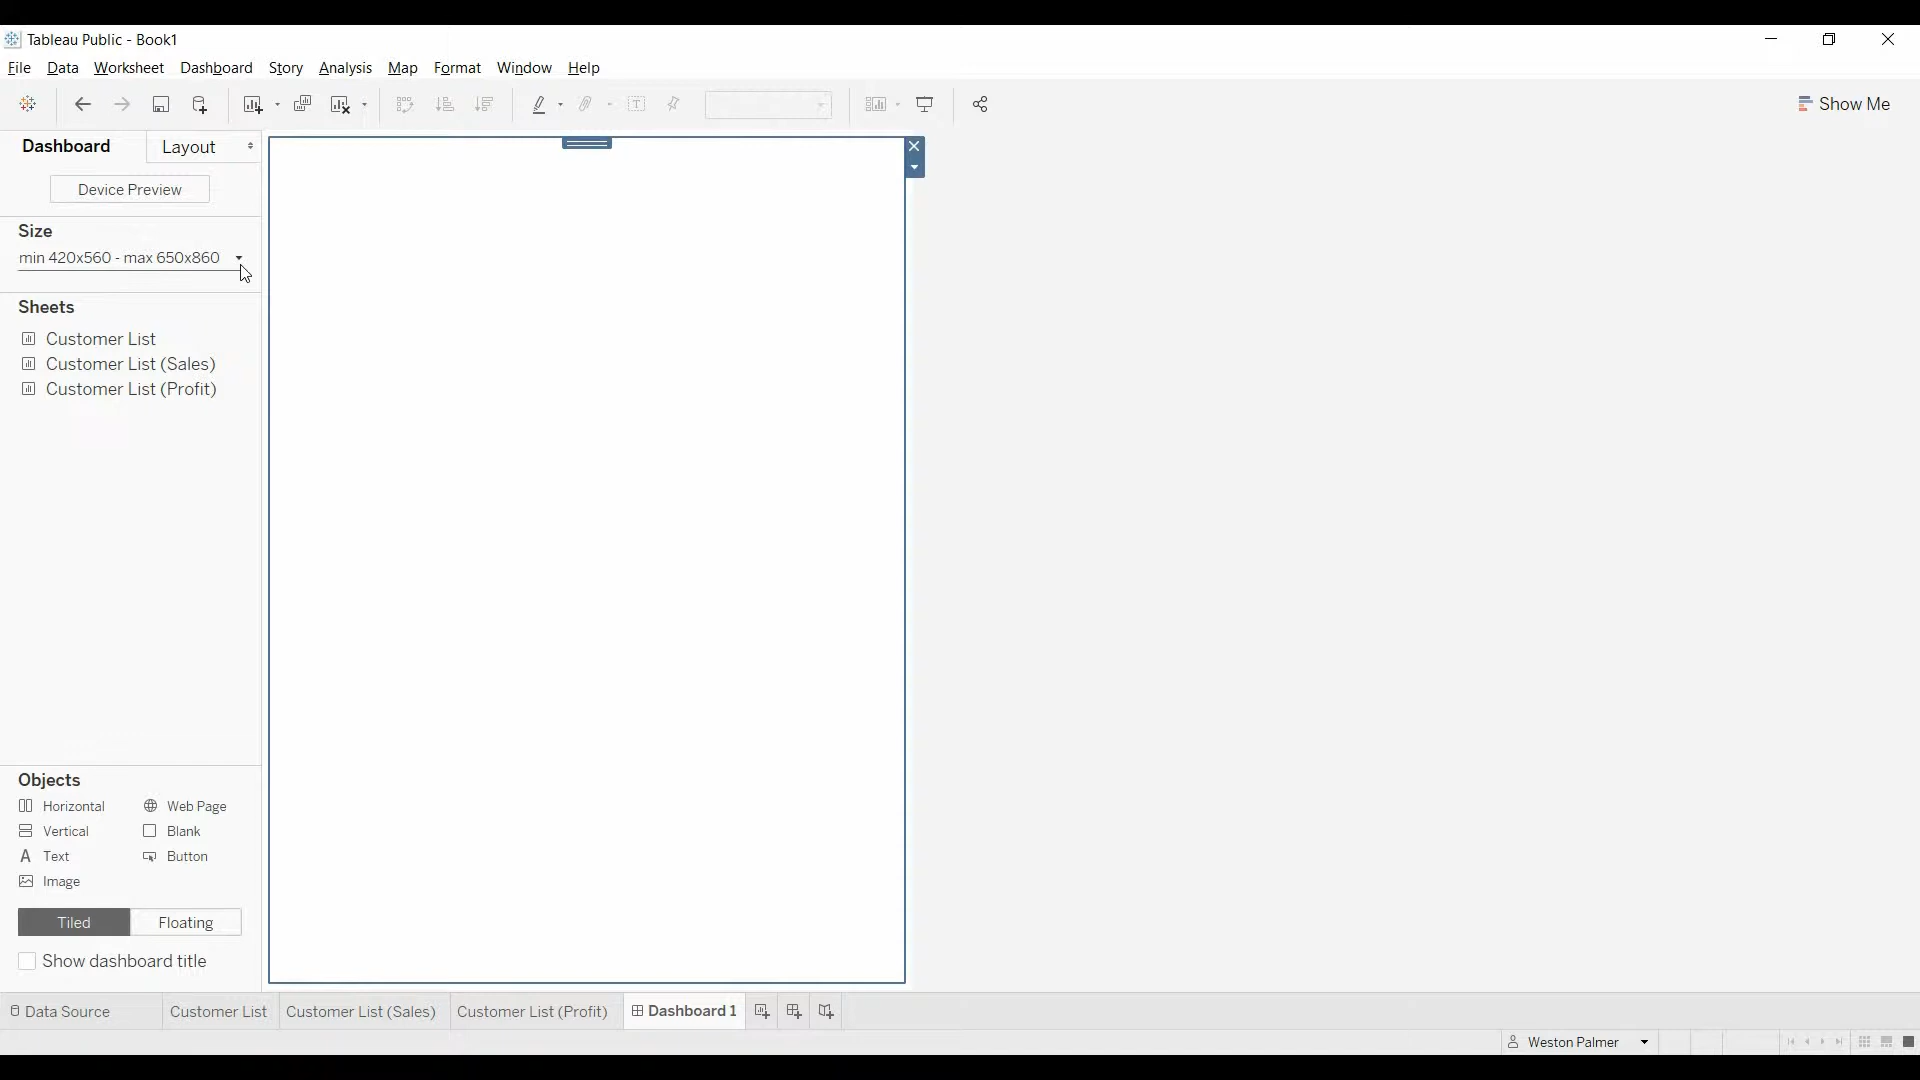 Tableau Public - Book1
File Data Worksheet Dashboard Story Analysis Map Format Window Help
Show Me
Dashboard Layout
Device Preview
Size
min 420x560 - max 650x860
Sheets
Customer List
Customer List (Sales)
Customer List (Profit)
Objects
Horizontal Web Page
Vertical Blank
A Text Button
Image
Tiled Floating
Show dashboard title
Data Source Customer List Customer List (Sales) Customer List (Profit) Dashboard 1
Weston Palmer